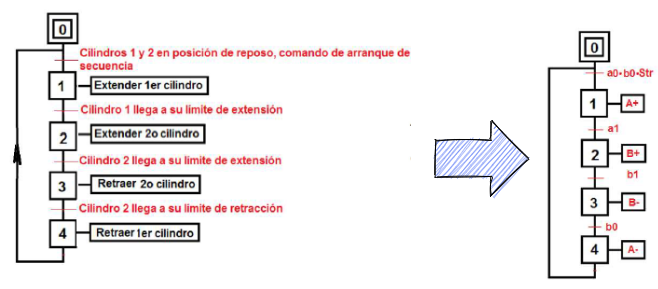 0
Cilindros 1 y 2 en posición de reposo, comando de arranque de
secuencia
1
Extender 1er cilindro
Cilindro 1 llega a su límite de extensión
2
Extender 2o cilindro
Cilindro 2 llega a su límite de extensión
3
Retraer 2o cilindro
Cilindro 2 llega a su límite de retracción
4
Retraer 1er cilindro
0
a0•b0•Str
1
A+
a1
2
B+
b1
3
B-
b0
4
A-